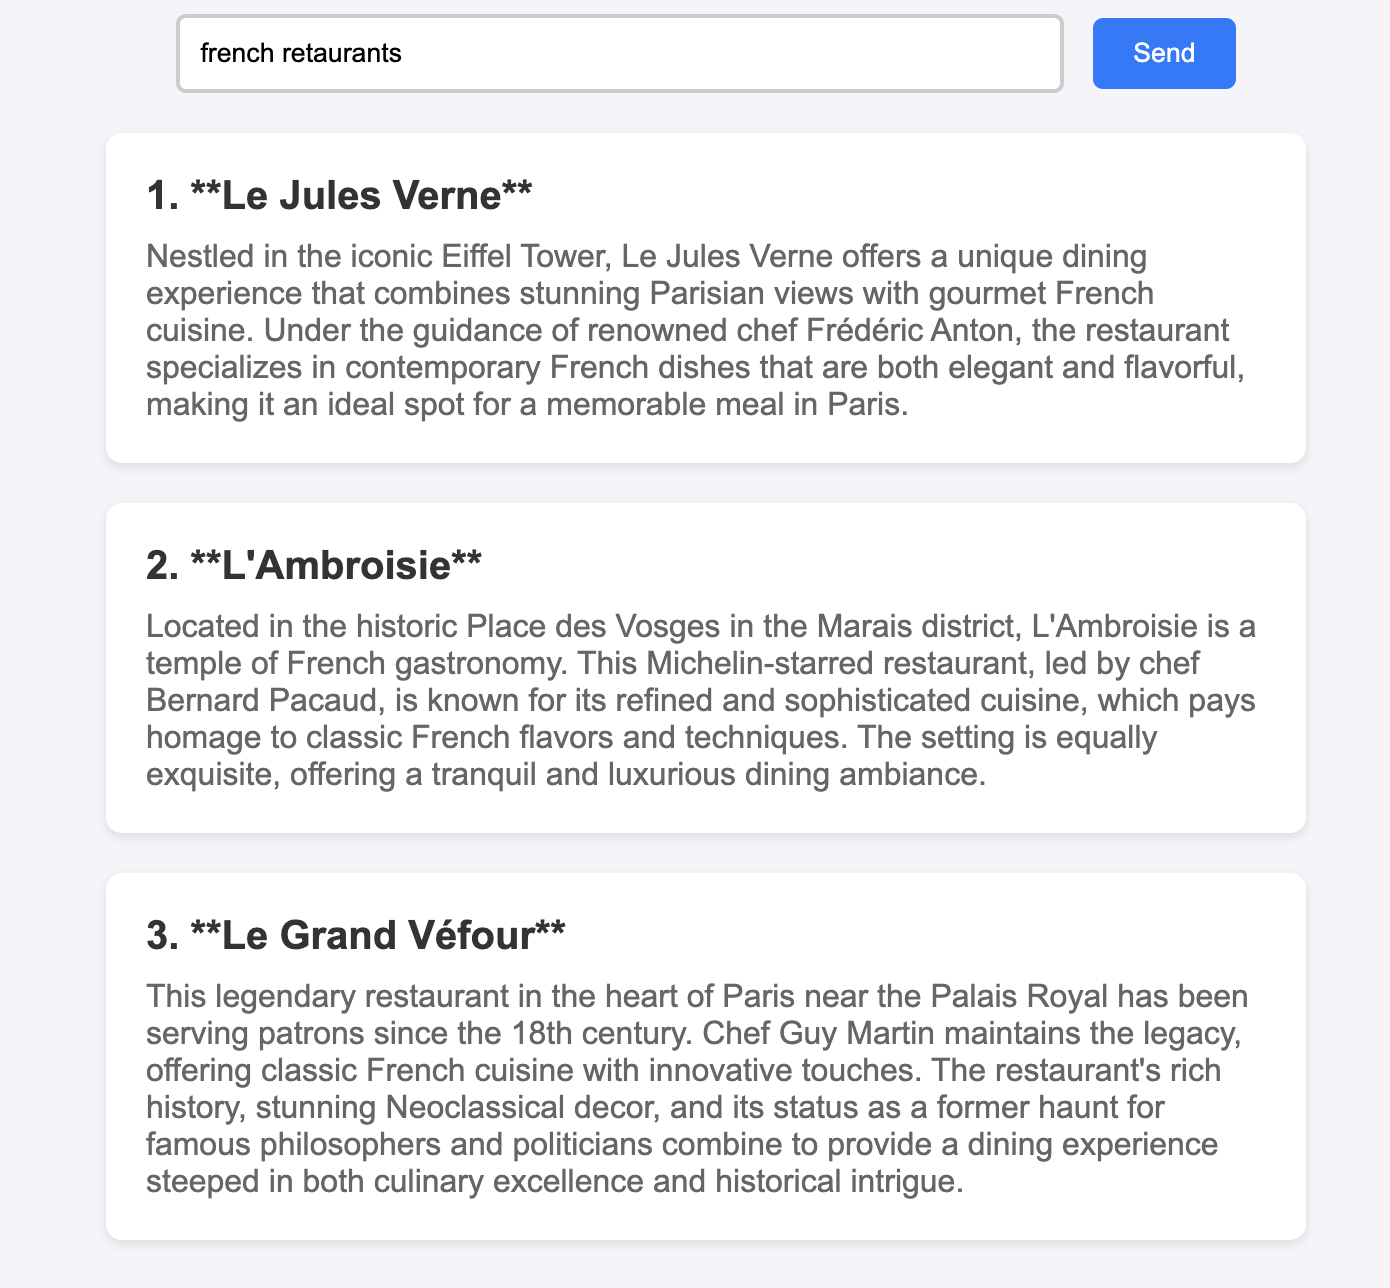 french retaurants
Send
1. **Le Jules Verne**
Nestled in the iconic Eiffel Tower, Le Jules Verne offers a unique dining
experience that combines stunning Parisian views with gourmet French
cuisine. Under the guidance of renowned chef Frédéric Anton, the restaurant
specializes in contemporary French dishes that are both elegant and flavorful,
making it an ideal spot for a memorable meal in Paris.
2. **L'Ambroisie**
Located in the historic Place des Vosges in the Marais district, L'Ambroisie is a
temple of French gastronomy. This Michelin-starred restaurant, led by chef
Bernard Pacaud, is known for its refined and sophisticated cuisine, which pays
homage to classic French flavors and techniques. The setting is equally
exquisite, offering a tranquil and luxurious dining ambiance.
3. **Le Grand Véfour**
This legendary restaurant in the heart of Paris near the Palais Royal has been
serving patrons since the 18th century. Chef Guy Martin maintains the legacy,
offering classic French cuisine with innovative touches. The restaurant's rich
history, stunning Neoclassical decor, and its status as a former haunt for
famous philosophers and politicians combine to provide a dining experience
steeped in both culinary excellence and historical intrigue.